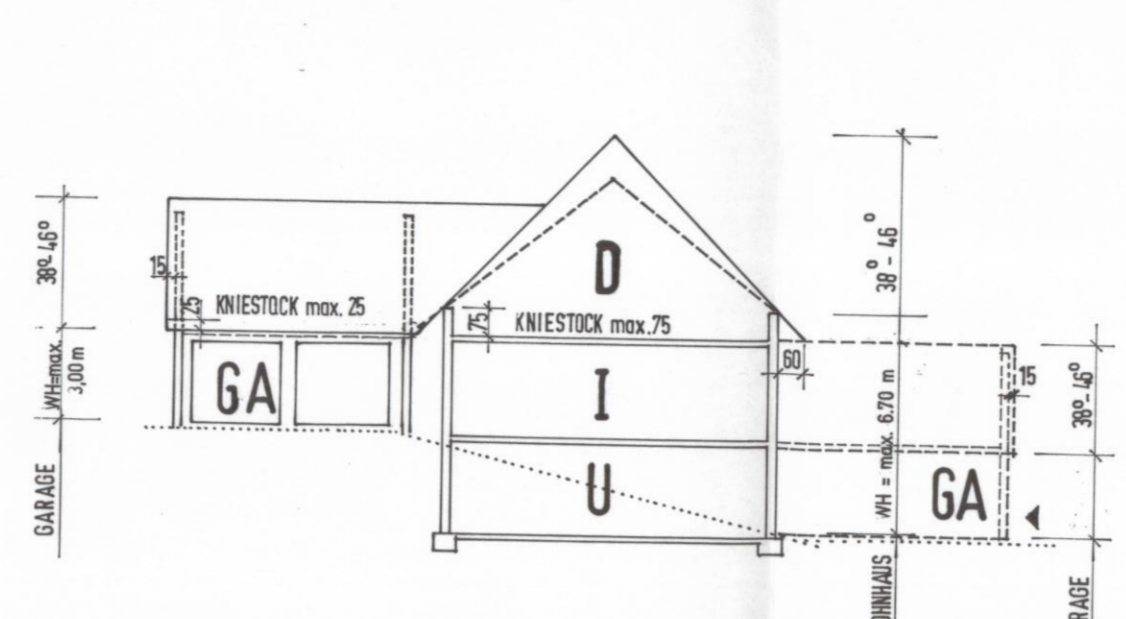 38°-46°
WH=max.
3,00 m
GARAGE
15
25
KNIESTOCK max. 25
GA
D
75
KNIESTOCK max.75
I
U
60
38° - 46°
WH = max. 6.70 m
OHNHAUS
15
GA
38°-46°
RAGE